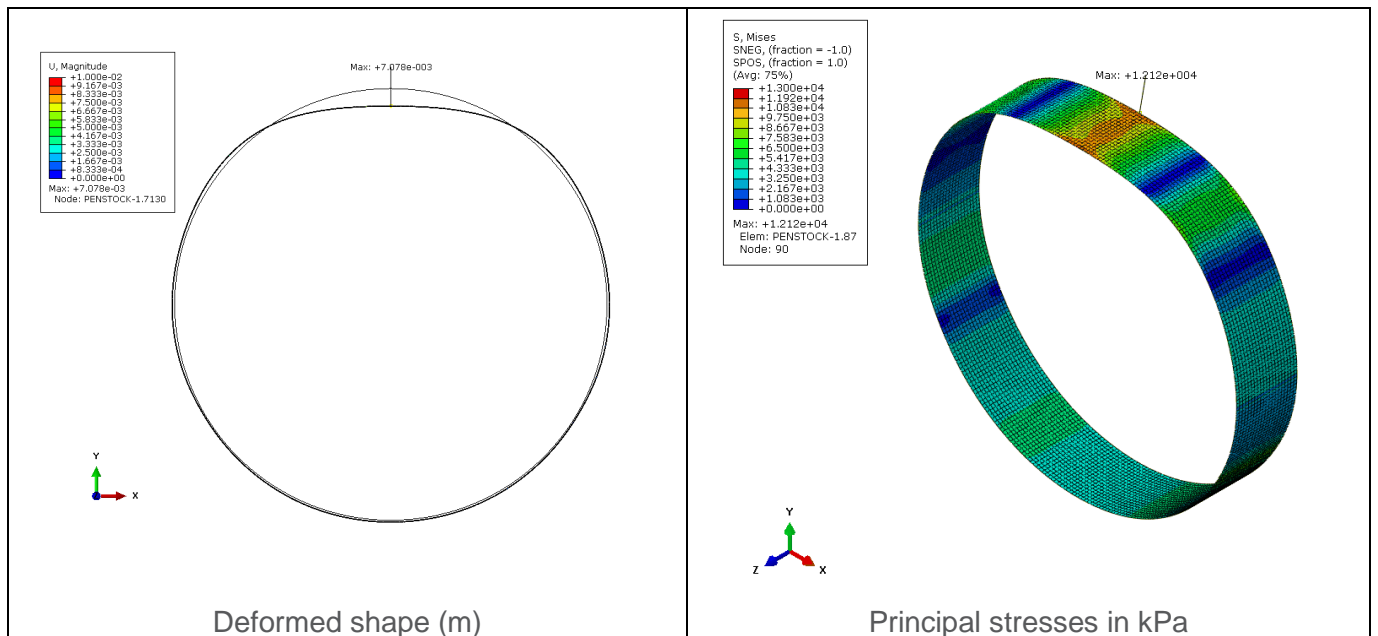 U, Magnitude
+1.000e-02
+9.167e-03
+8.333e-03
+7.500e-03
+6.667e-03
+5.833e-03
+5.000e-03
+4.167e-03
+3.333e-03
+2.500e-03
+1.667e-03
+8.333e-04
+0.000e+00
Max: +7.078e-03
Node: PENSTOCK-1.7130
Max: +7.078e-003
Y
X
Deformed shape (m)
S, Mises
SNEG, (fraction = -1.0)
SPOS, (fraction = 1.0)
(Avg: 75%)
+1.300e+04
+1.192e+04
+1.083e+04
+9.750e+03
+8.667e+03
+7.583e+03
+6.500e+03
+5.417e+03
+4.333e+03
+3.250e+03
+2.167e+03
+1.083e+03
+0.000e+00
Max: +1.212e+04
Elem: PENSTOCK-1.87
Node: 90
Max: +1.212e+004
Y
Z
X
Principal stresses in kPa